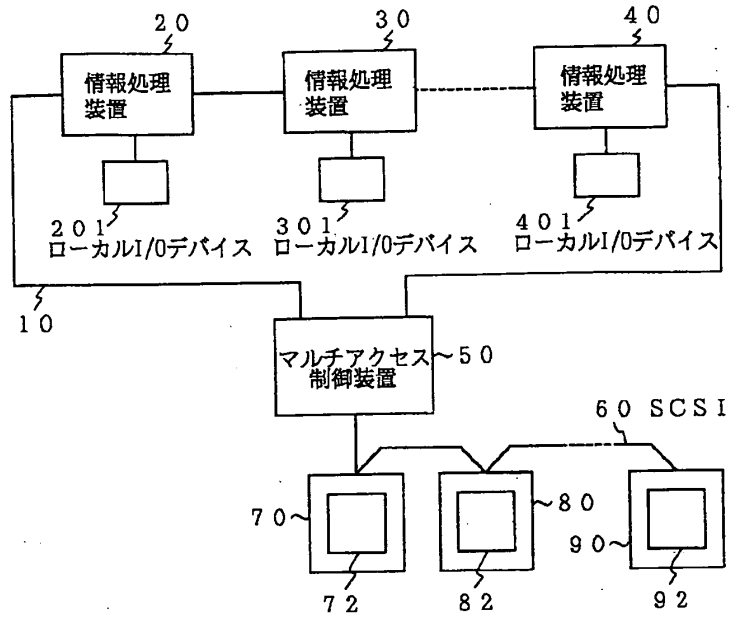 ２０
３０
４０
情報処理
装置
情報処理
装置
情報処理
装置
２０１
ローカルI/Oデバイス
３０１
ローカルI/Oデバイス
４０１
ローカルI/Oデバイス
１０
マルチアクセス
制御装置
５０
６０ ＳＣＳＩ
７０
８０
９０
７２
８２
９２